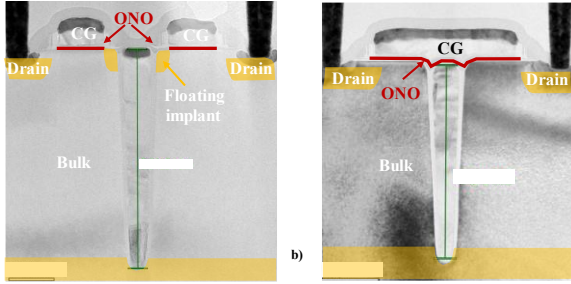 ONO
CG
CG
Drain
Drain
Floating
implant
Bulk
b)
CG
ONO
Drain
Drain
Bulk